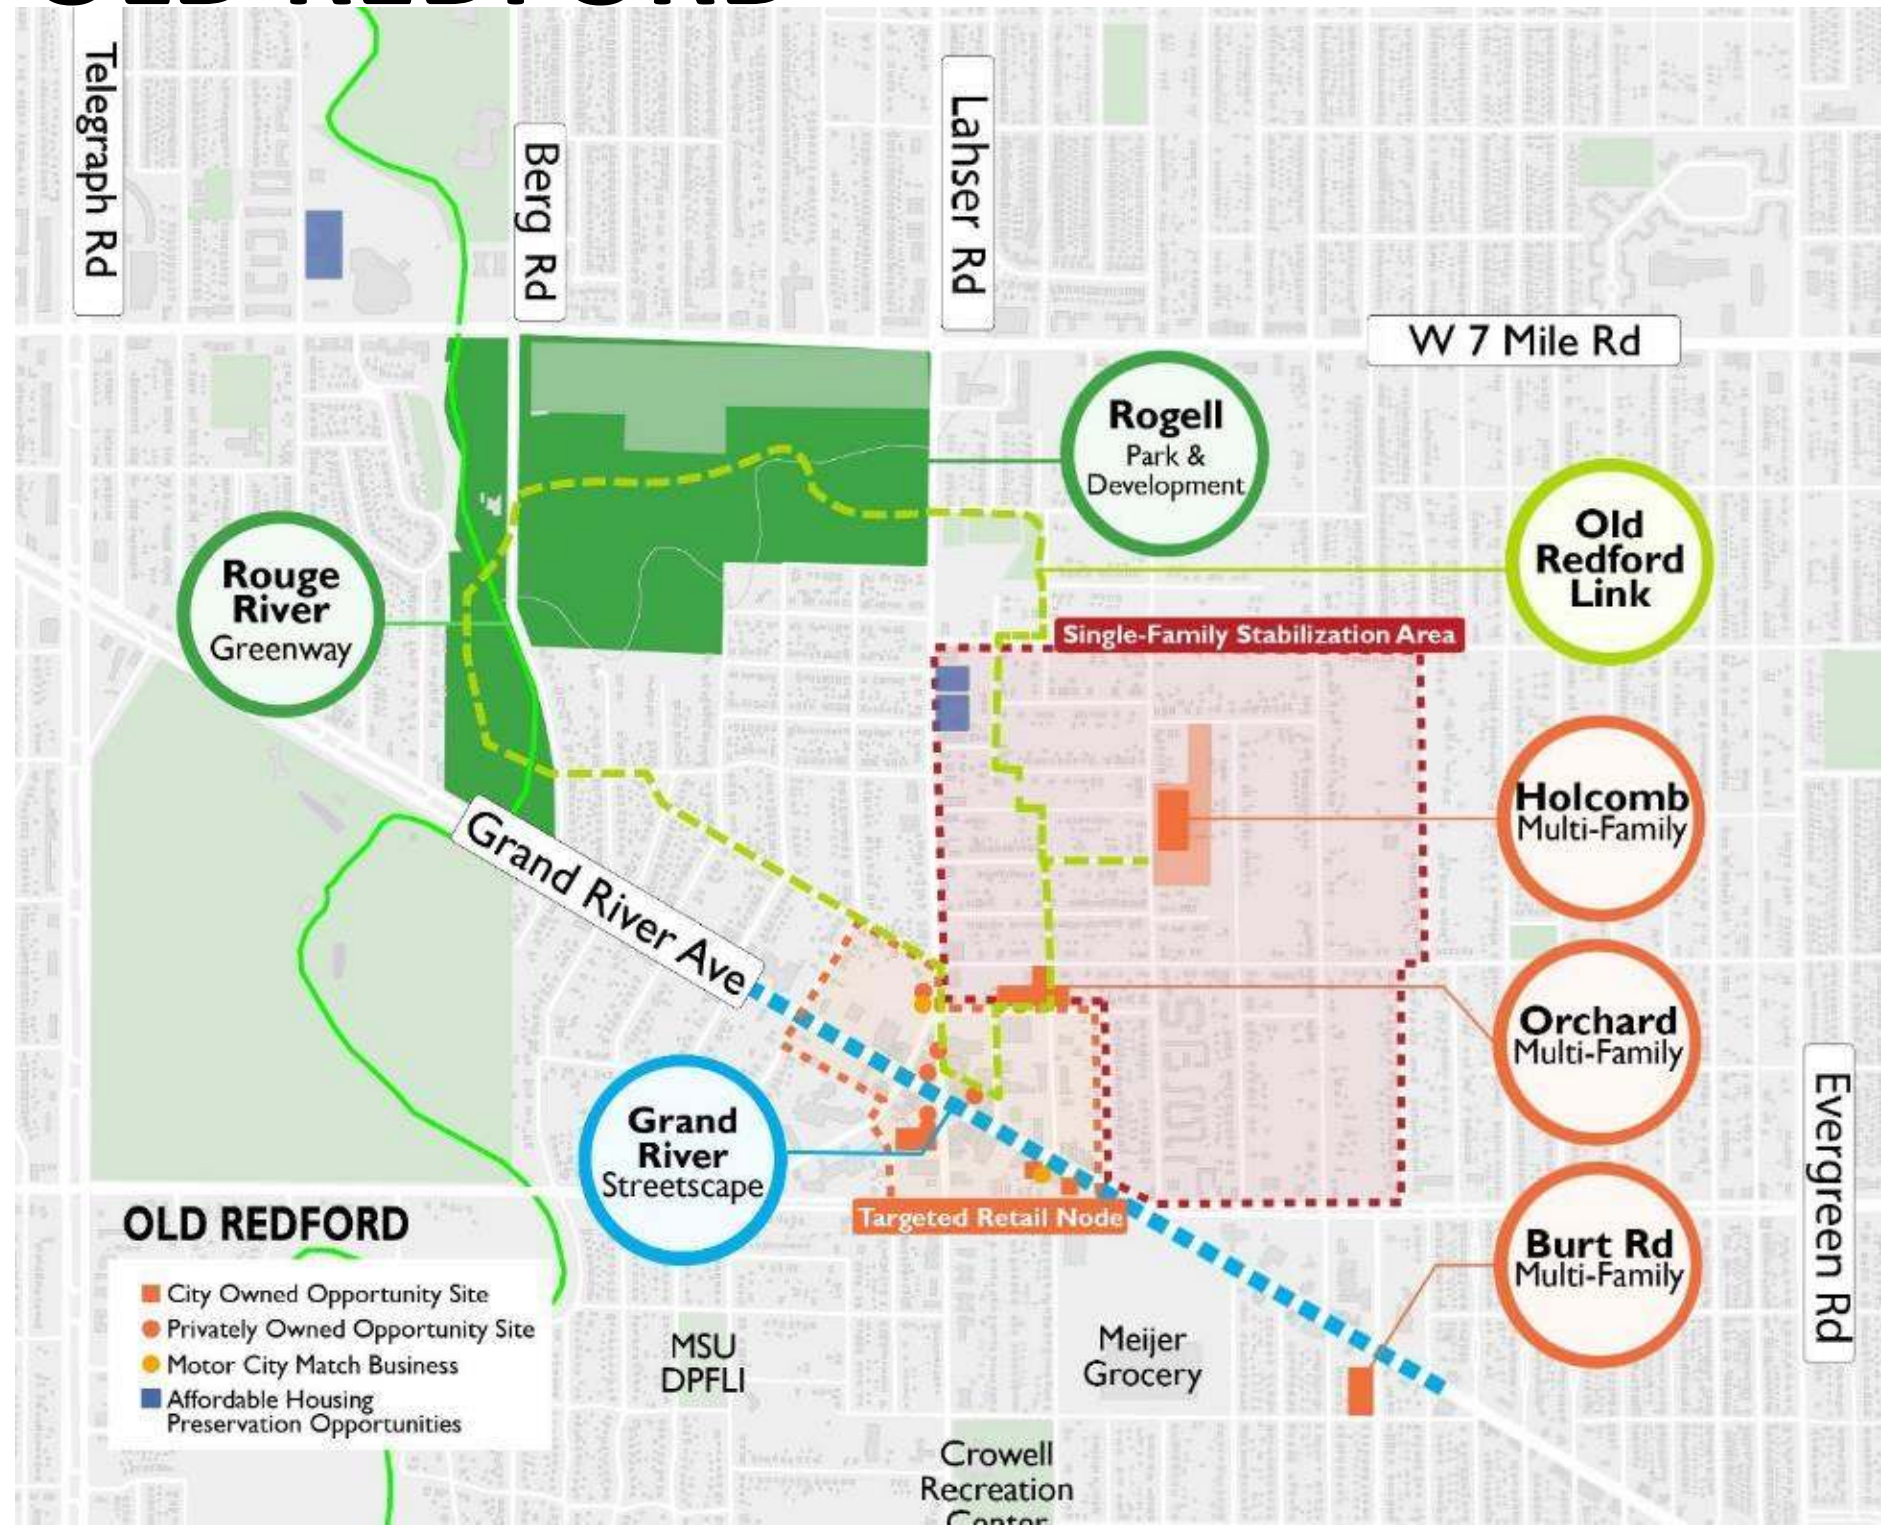 OLD REDFORD
Telegraph Rd
Berg Rd
Lahser Rd
W 7 Mile Rd
Rogell
Park &
Development
Old
Redford
Link
Rouge
River
Greenway
Single-Family Stabilization Area
Holcomb
Multi-Family
Grand River Ave
Orchard
Multi-Family
Grand
River
Streetscape
Evergreen Rd
Targeted Retail Node
Burt Rd
Multi-Family
OLD REDFORD
City Owned Opportunity Site
Privately Owned Opportunity Site
Motor City Match Business
Affordable Housing
Preservation Opportunities
MSU
DPFLI
Meijer
Grocery
Crowell
Recreation
Center